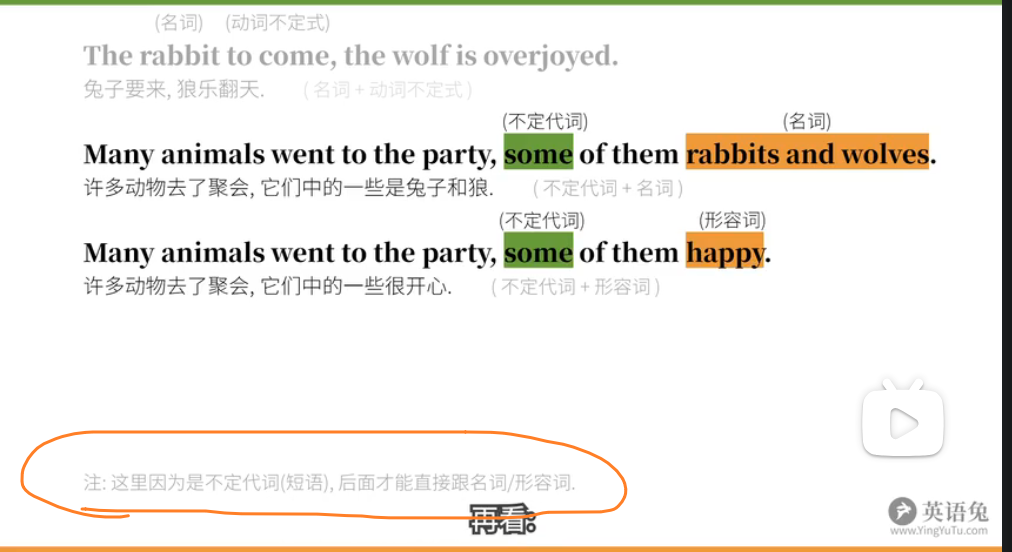 (名词) (动词不定式)
The rabbit to come, the wolf is overjoyed.
兔子要来, 狼乐翻天. ( 名词 + 动词不定式 )
(不定代词) (名词)
Many animals went to the party, some of them rabbits and wolves.
许多动物去了聚会, 它们中的一些是兔子和狼. ( 不定代词 + 名词 )
(不定代词) (形容词)
Many animals went to the party, some of them happy.
许多动物去了聚会, 它们中的一些很开心. ( 不定代词 + 形容词 )
注: 这里因为是不定代词(短语), 后面才能直接跟名词/形容词.
再看:
英语兔
www.YingYuTu.com